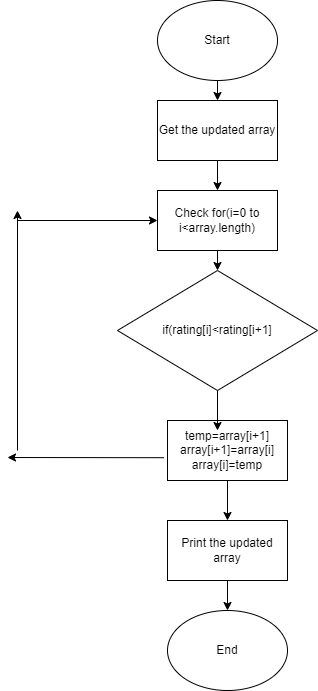 Start
Get the updated array
Check for(i=0 to
i<array.length)
if(rating[i]<rating[i+1]
temp=array[i+1]
array[i+1]=array[i]
array[i]=temp
Print the updated
array
End